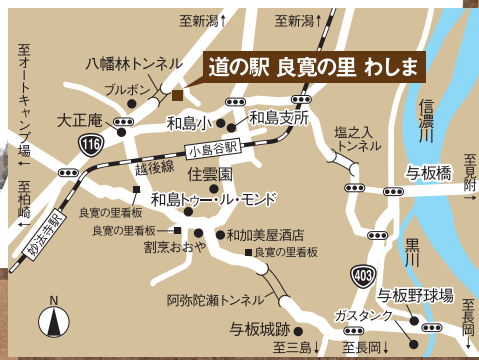 至新潟↑
至新潟↑
至オートキャンプ場←
八幡林トンネル
道の駅 良寛の里 わしま
ブルボン
大正庵
和島小
和島支所
信濃川
116
塩之入
トンネル
小島谷駅
越後線
与板橋
至見附→
住雲園
至柏崎←
良寛の里看板
和島トゥー・ル・モンド
妙法寺駅
良寛の里看板
割烹おおや
和加美屋酒店
良寛の里看板
黒川
403
N
阿弥陀瀬トンネル
与板野球場
ガスタンク
至長岡→
与板城跡
至三島↓
至長岡↓